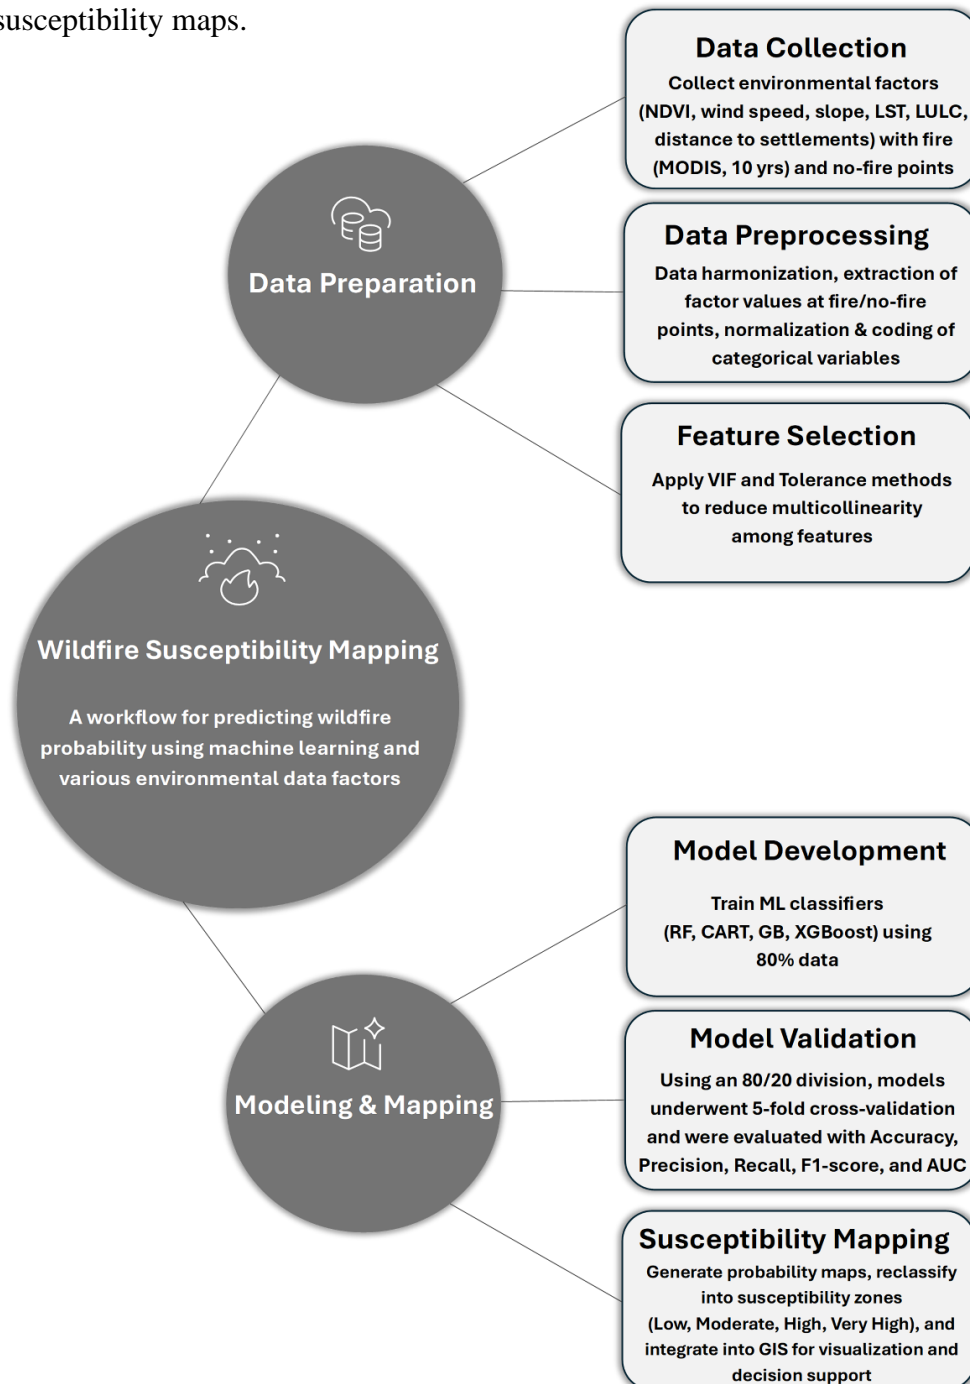 susceptibility maps.
Data Collection
Collect environmental factors
(NDVI, wind speed, slope, LST, LULC,
distance to settlements) with fire
(MODIS, 10 yrs) and no-fire points
Data Preparation
Data Preprocessing
Data harmonization, extraction of
factor values at fire/no-fire
points, normalization & coding of
categorical variables
Feature Selection
Apply VIF and Tolerance methods
to reduce multicollinearity
among features
Wildfire Susceptibility Mapping
A workflow for predicting wildfire
probability using machine learning and
various environmental data factors
Model Development
Train ML classifiers
(RF, CART, GB, XGBoost) using
80% data
Modeling & Mapping
Model Validation
Using an 80/20 division, models
underwent 5-fold cross-validation
and were evaluated with Accuracy,
Precision, Recall, F1-score, and AUC
Susceptibility Mapping
Generate probability maps, reclassify
into susceptibility zones
(Low, Moderate, High, Very High), and
integrate into GIS for visualization and
decision support